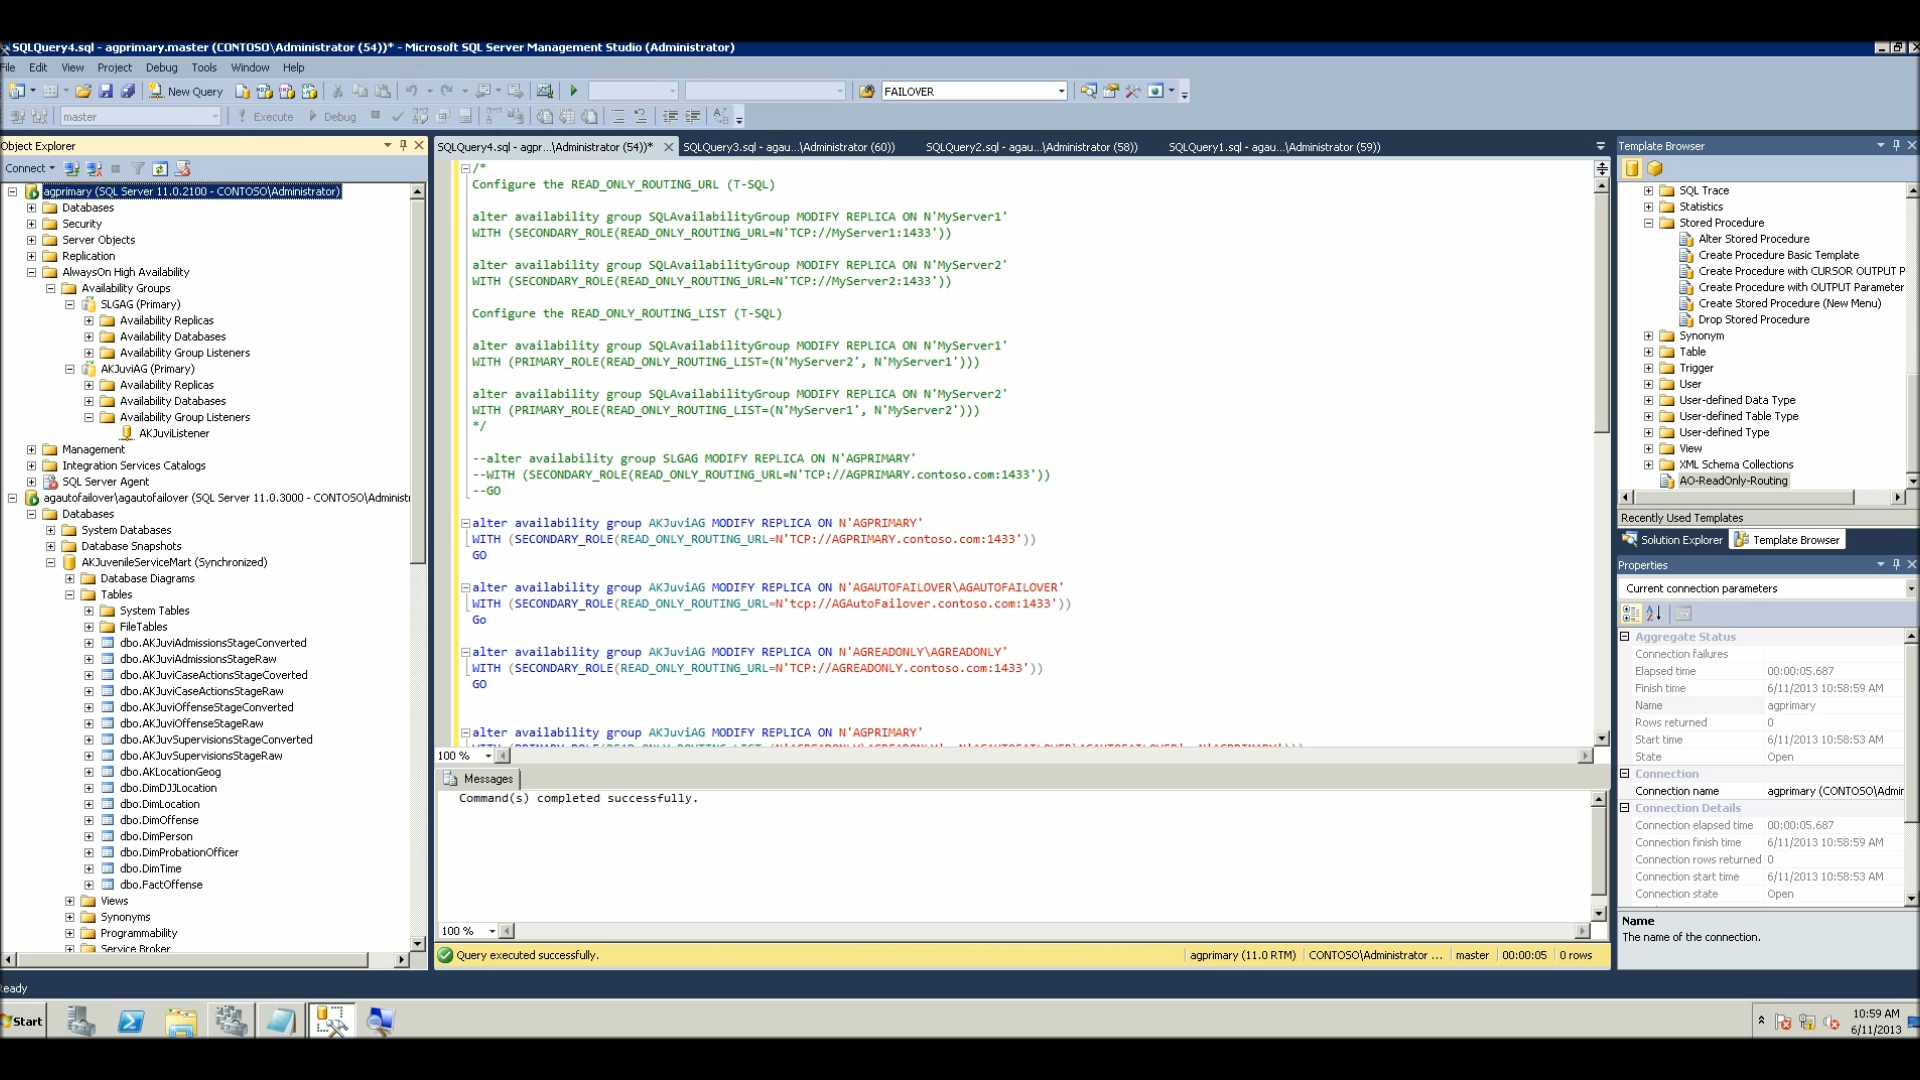 SQLQuery4.sql - agprimary.master (CONTOSO\Administrator (54))* - Microsoft SQL Server Management Studio (Administrator)
File Edit View Project Debug Tools Window Help
New Query FAILOVER
master Execute Debug
Object Explorer
Connect
agprimary (SQL Server 11.0.2100 - CONTOSO\Administrator)
Databases
Security
Server Objects
Replication
AlwaysOn High Availability
Availability Groups
SLGAG (Primary)
Availability Replicas
Availability Databases
Availability Group Listeners
AKJuviAG (Primary)
Availability Replicas
Availability Databases
Availability Group Listeners
AKJuviListener
Management
Integration Services Catalogs
SQL Server Agent
agautofailover\agautofailover (SQL Server 11.0.3000 - CONTOSO\Administ
Databases
System Databases
Database Snapshots
AKJuvenileServiceMart (Synchronized)
Database Diagrams
Tables
System Tables
FileTables
dbo.AKJuviAdmissionsStageConverted
dbo.AKJuviAdmissionsStageRaw
dbo.AKJuviCaseActionsStageCoverted
dbo.AKJuviCaseActionsStageRaw
dbo.AKJuviOffenseStageConverted
dbo.AKJuviOffenseStageRaw
dbo.AKJuvSupervisionsStageConverted
dbo.AKJuvSupervisionsStageRaw
dbo.AKLocationGeog
dbo.DimDJJLocation
dbo.DimLocation
dbo.DimOffense
dbo.DimPerson
dbo.DimProbationOfficer
dbo.DimTime
dbo.FactOffense
Views
Synonyms
Programmability
Service Broker
SQLQuery4.sql - agpr...\Administrator (54))* SQLQuery3.sql - agau...\Administrator (60)) SQLQuery2.sql - agau...\Administrator (58)) SQLQuery1.sql - agau...\Administrator (59))
/*
Configure the READ_ONLY_ROUTING_URL (T-SQL)
alter availability group SQLAvailabilityGroup MODIFY REPLICA ON N'MyServer1'
WITH (SECONDARY_ROLE(READ_ONLY_ROUTING_URL=N'TCP://MyServer1:1433'))
alter availability group SQLAvailabilityGroup MODIFY REPLICA ON N'MyServer2'
WITH (SECONDARY_ROLE(READ_ONLY_ROUTING_URL=N'TCP://MyServer2:1433'))
Configure the READ_ONLY_ROUTING_LIST (T-SQL)
alter availability group SQLAvailabilityGroup MODIFY REPLICA ON N'MyServer1'
WITH (PRIMARY_ROLE(READ_ONLY_ROUTING_LIST=(N'MyServer2', N'MyServer1')))
alter availability group SQLAvailabilityGroup MODIFY REPLICA ON N'MyServer2'
WITH (PRIMARY_ROLE(READ_ONLY_ROUTING_LIST=(N'MyServer1', N'MyServer2')))
*/
--alter availability group SLGAG MODIFY REPLICA ON N'AGPRIMARY'
--WITH (SECONDARY_ROLE(READ_ONLY_ROUTING_URL=N'TCP://AGPRIMARY.contoso.com:1433'))
--GO
alter availability group AKJuviAG MODIFY REPLICA ON N'AGPRIMARY'
WITH (SECONDARY_ROLE(READ_ONLY_ROUTING_URL=N'TCP://AGPRIMARY.contoso.com:1433'))
GO
alter availability group AKJuviAG MODIFY REPLICA ON N'AGAUTOFAILOVER\AGAUTOFAILOVER'
WITH (SECONDARY_ROLE(READ_ONLY_ROUTING_URL=N'tcp://AGAutoFailover.contoso.com:1433'))
Go
alter availability group AKJuviAG MODIFY REPLICA ON N'AGREADONLY\AGREADONLY'
WITH (SECONDARY_ROLE(READ_ONLY_ROUTING_URL=N'TCP://AGREADONLY.contoso.com:1433'))
GO
alter availability group AKJuviAG MODIFY REPLICA ON N'AGPRIMARY'
WITH (PRIMARY_ROLE(READ_ONLY_ROUTING_LIST=(N'AGREADONLY\AGREADONLY', N'AGAUTOFAILOVER\AGAUTOFAILOVER', N'AGPRIMARY')))
100 %
Messages
Command(s) completed successfully.
100 %
Query executed successfully. agprimary (11.0 RTM) CONTOSO\Administrator ... master 00:00:05 0 rows
Template Browser
SQL Trace
Statistics
Stored Procedure
Alter Stored Procedure
Create Procedure Basic Template
Create Procedure with CURSOR OUTPUT P
Create Procedure with OUTPUT Parameter
Create Stored Procedure (New Menu)
Drop Stored Procedure
Synonym
Table
Trigger
User
User-defined Data Type
User-defined Table Type
User-defined Type
View
XML Schema Collections
AO-ReadOnly-Routing
Recently Used Templates
Solution Explorer Template Browser
Properties
Current connection parameters
Aggregate Status
Connection failures
Elapsed time 00:00:05.687
Finish time 6/11/2013 10:58:59 AM
Name agprimary
Rows returned 0
Start time 6/11/2013 10:58:53 AM
State Open
Connection
Connection name agprimary (CONTOSO\Admir
Connection Details
Connection elapsed time 00:00:05.687
Connection finish time 6/11/2013 10:58:59 AM
Connection rows returned 0
Connection start time 6/11/2013 10:58:53 AM
Connection state Open
Name
The name of the connection.
Ready
Start
10:59 AM
6/11/2013